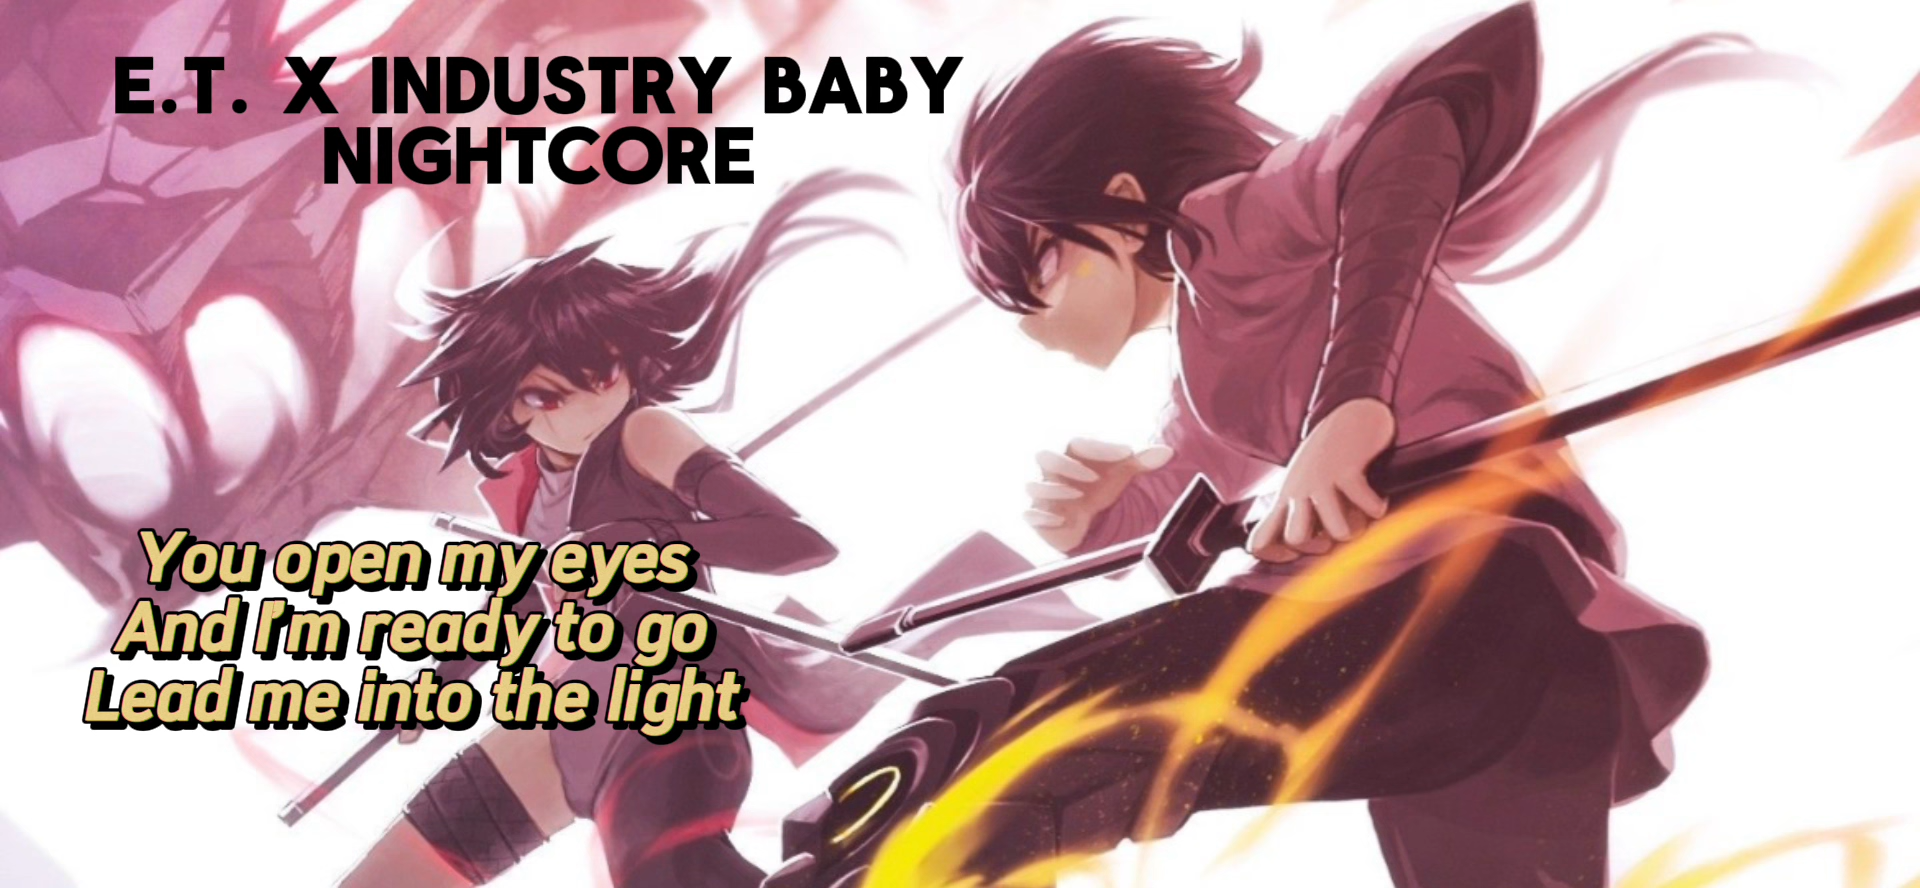 E.T. X INDUSTRY BABY
NIGHTCORE
You open my eyes
And I'm ready to go
Lead me into the light